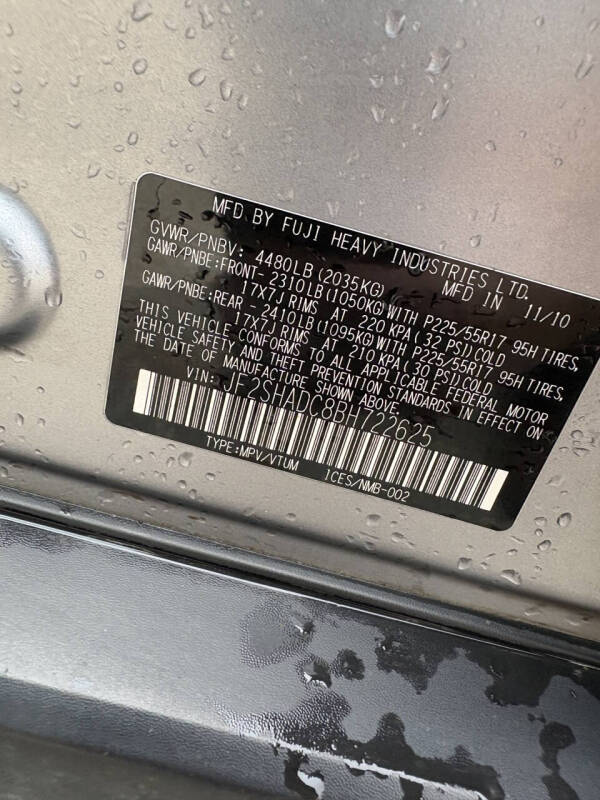 MFD BY FUJI HEAVY INDUSTRIES LTD.
GVWR/PNBV: 4480LB(2035KG) MFD IN 11/10
GAWR/PNBE:FRONT-2310LB(1050KG)WITH P225/55R17 95H TIRES,
17X7J RIMS AT 220 KPA(32 PSI)COLD
GAWR/PNBE:REAR -2410LB(1095KG)WITH P225/55R17 95H TIRES,
17X7J RIMS AT 210 KPA(30 PSI)COLD
THIS VEHICLE CONFORMS TO ALL APPLICABLE FEDERAL MOTOR
VEHICLE SAFETY AND THEFT PREVENTION STANDARDS IN EFFECT ON
THE DATE OF MANUFACTURE SHOWN ABOVE.
VIN: JF2SHADC8BH722625
TYPE:MPV/VTUM ICES/NMB-002